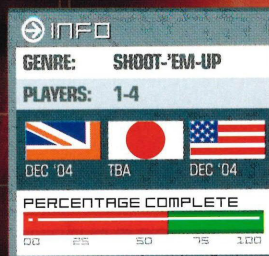 INFO
GENRE: SHOOT-'EM-UP
PLAYERS: 1-4
DEC '04 TBA DEC '04
PERCENTAGE COMPLETE
00 25 50 75 100